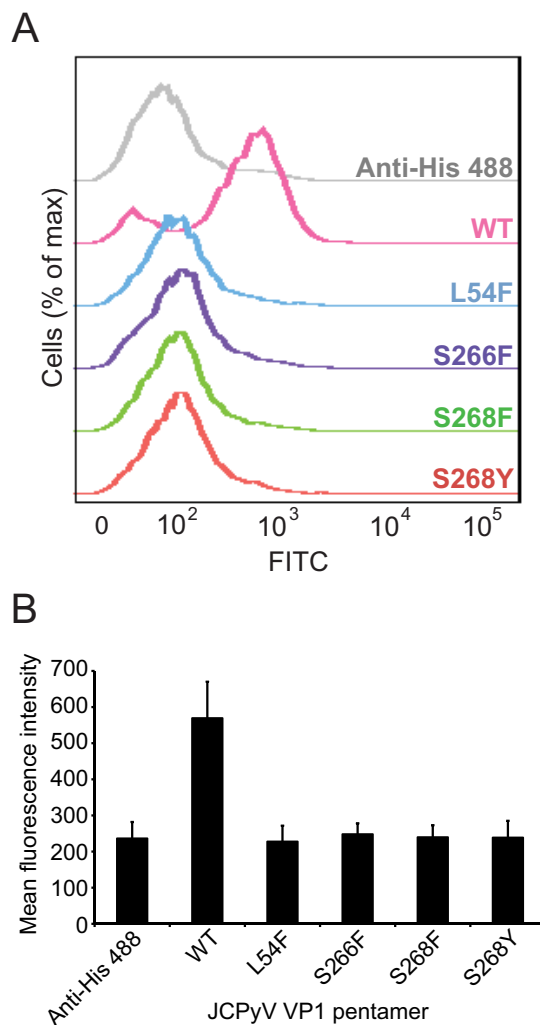 A
Cells (% of max)
Anti-His 488
WT
L54F
S266F
S268F
S268Y
0 10² 10³ 10⁴ 10⁵
FITC
B
Mean fluorescence intensity
700
600
500
400
300
200
100
0
Anti-His 488 WT L54F S266F S268F S268Y
JCPyV VP1 pentamer